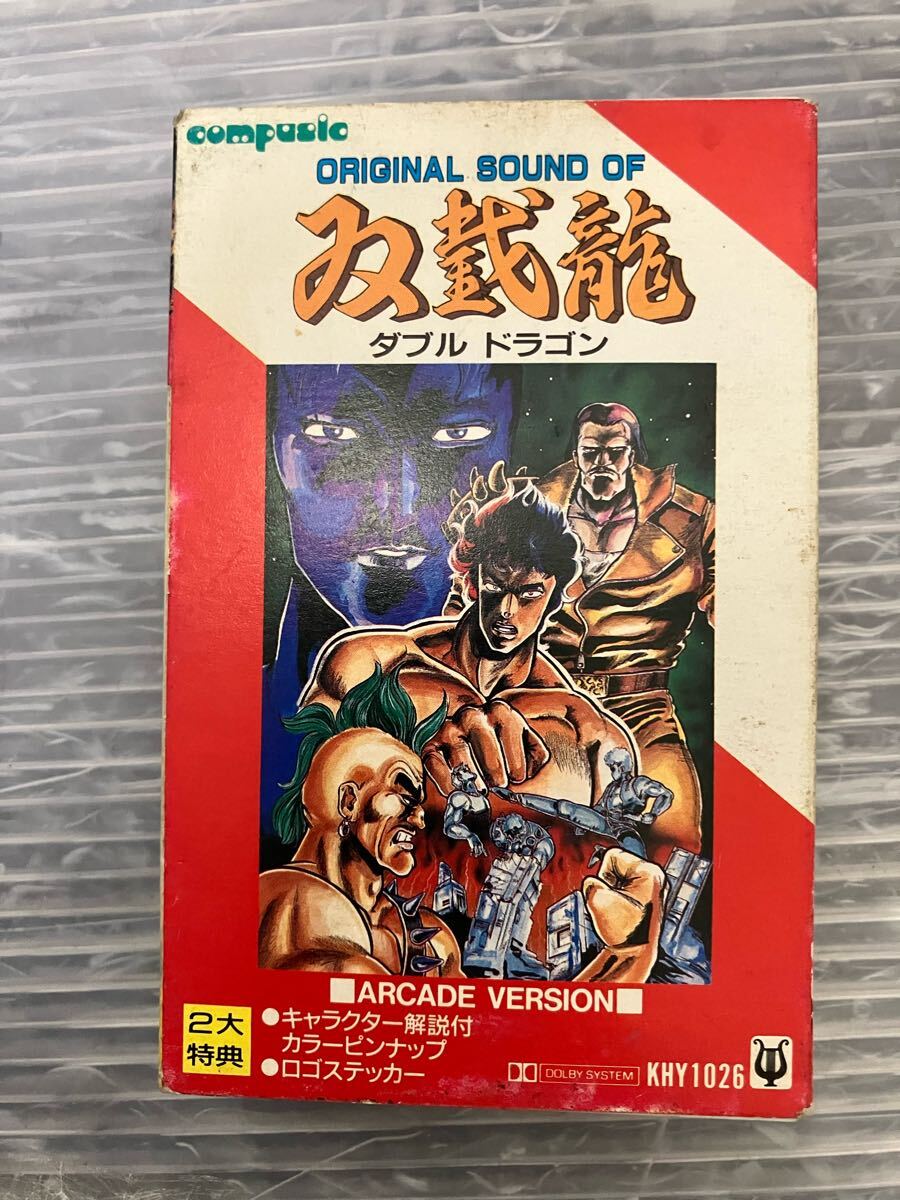 compusic
ORIGINAL SOUND OF
双截龍
ダブル ドラゴン
■ARCADE VERSION■
2大
特典
●キャラクター解説付
カラーピンナップ
●ロゴステッカー
DOLBY SYSTEM
KHY1026